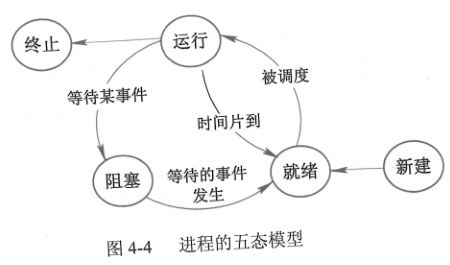 终止
运行
等待某事件
被调度
时间片到
阻塞
等待的事件
发生
就绪
新建
图 4-4 进程的五态模型